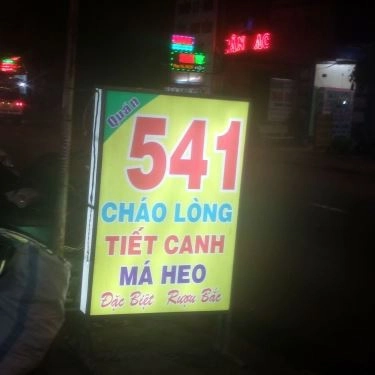 Quán
541
CHÁO LÒNG
TIẾT CANH
MÁ HEO
Đặc Biệt Rượu Bắc